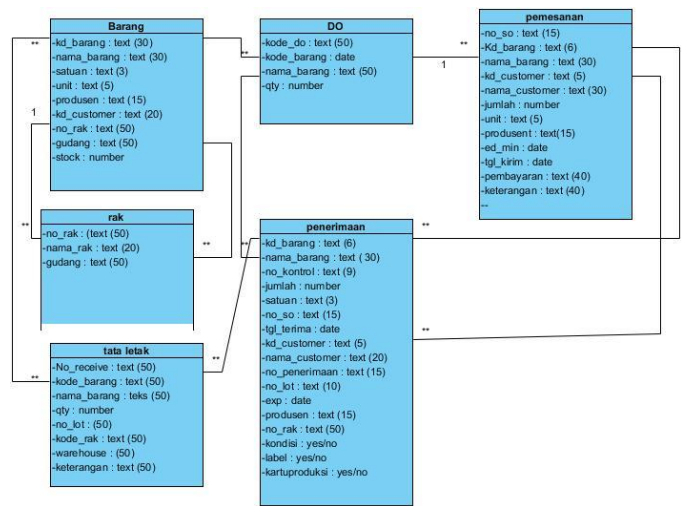 Barang
-kd_barang : text (30)
-nama_barang : text (30)
-satuan : text (3)
-unit : text (5)
-produsen : text (15)
-kd_customer : text (20)
-no_rak : text (50)
-gudang : text (50)
-stock : number
DO
-kode_do : text (50)
-kode_barang : date
-nama_barang : text (50)
-qty : number
pemesanan
-no_so : text (15)
-Kd_barang : text (6)
-nama_barang : text (30)
-kd_customer : text (5)
-nama_customer : text (30)
-jumlah : number
-unit : text (5)
-produsent : text(15)
-ed_min : date
-tgl_kirim : date
-pembayaran : text (40)
-keterangan : text (40)
--
rak
-no_rak : (text (50)
-nama_rak : text (20)
-gudang : text (50)
penerimaan
-kd_barang : text (6)
-nama_barang : text ( 30)
-no_kontrol : text (9)
-jumlah : number
-satuan : text (3)
-no_so : text (15)
-tgl_terima : date
-kd_customer : text (5)
-nama_customer : text (20)
-no_penerimaan : text (15)
-no_lot : text (10)
-exp : date
-produsen : text (15)
-no_rak : text (50)
-kondisi : yes/no
-label : yes/no
-kartuproduksi : yes/no
tata letak
-No_receive : text (50)
-kode_barang : text (50)
-nama_barang : teks (50)
-qty : number
-no_lot : (50)
-kode_rak : text (50)
-warehouse : (50)
-keterangan : text (50)
**
**
**
1
1
**
**
**
**
**
**
**